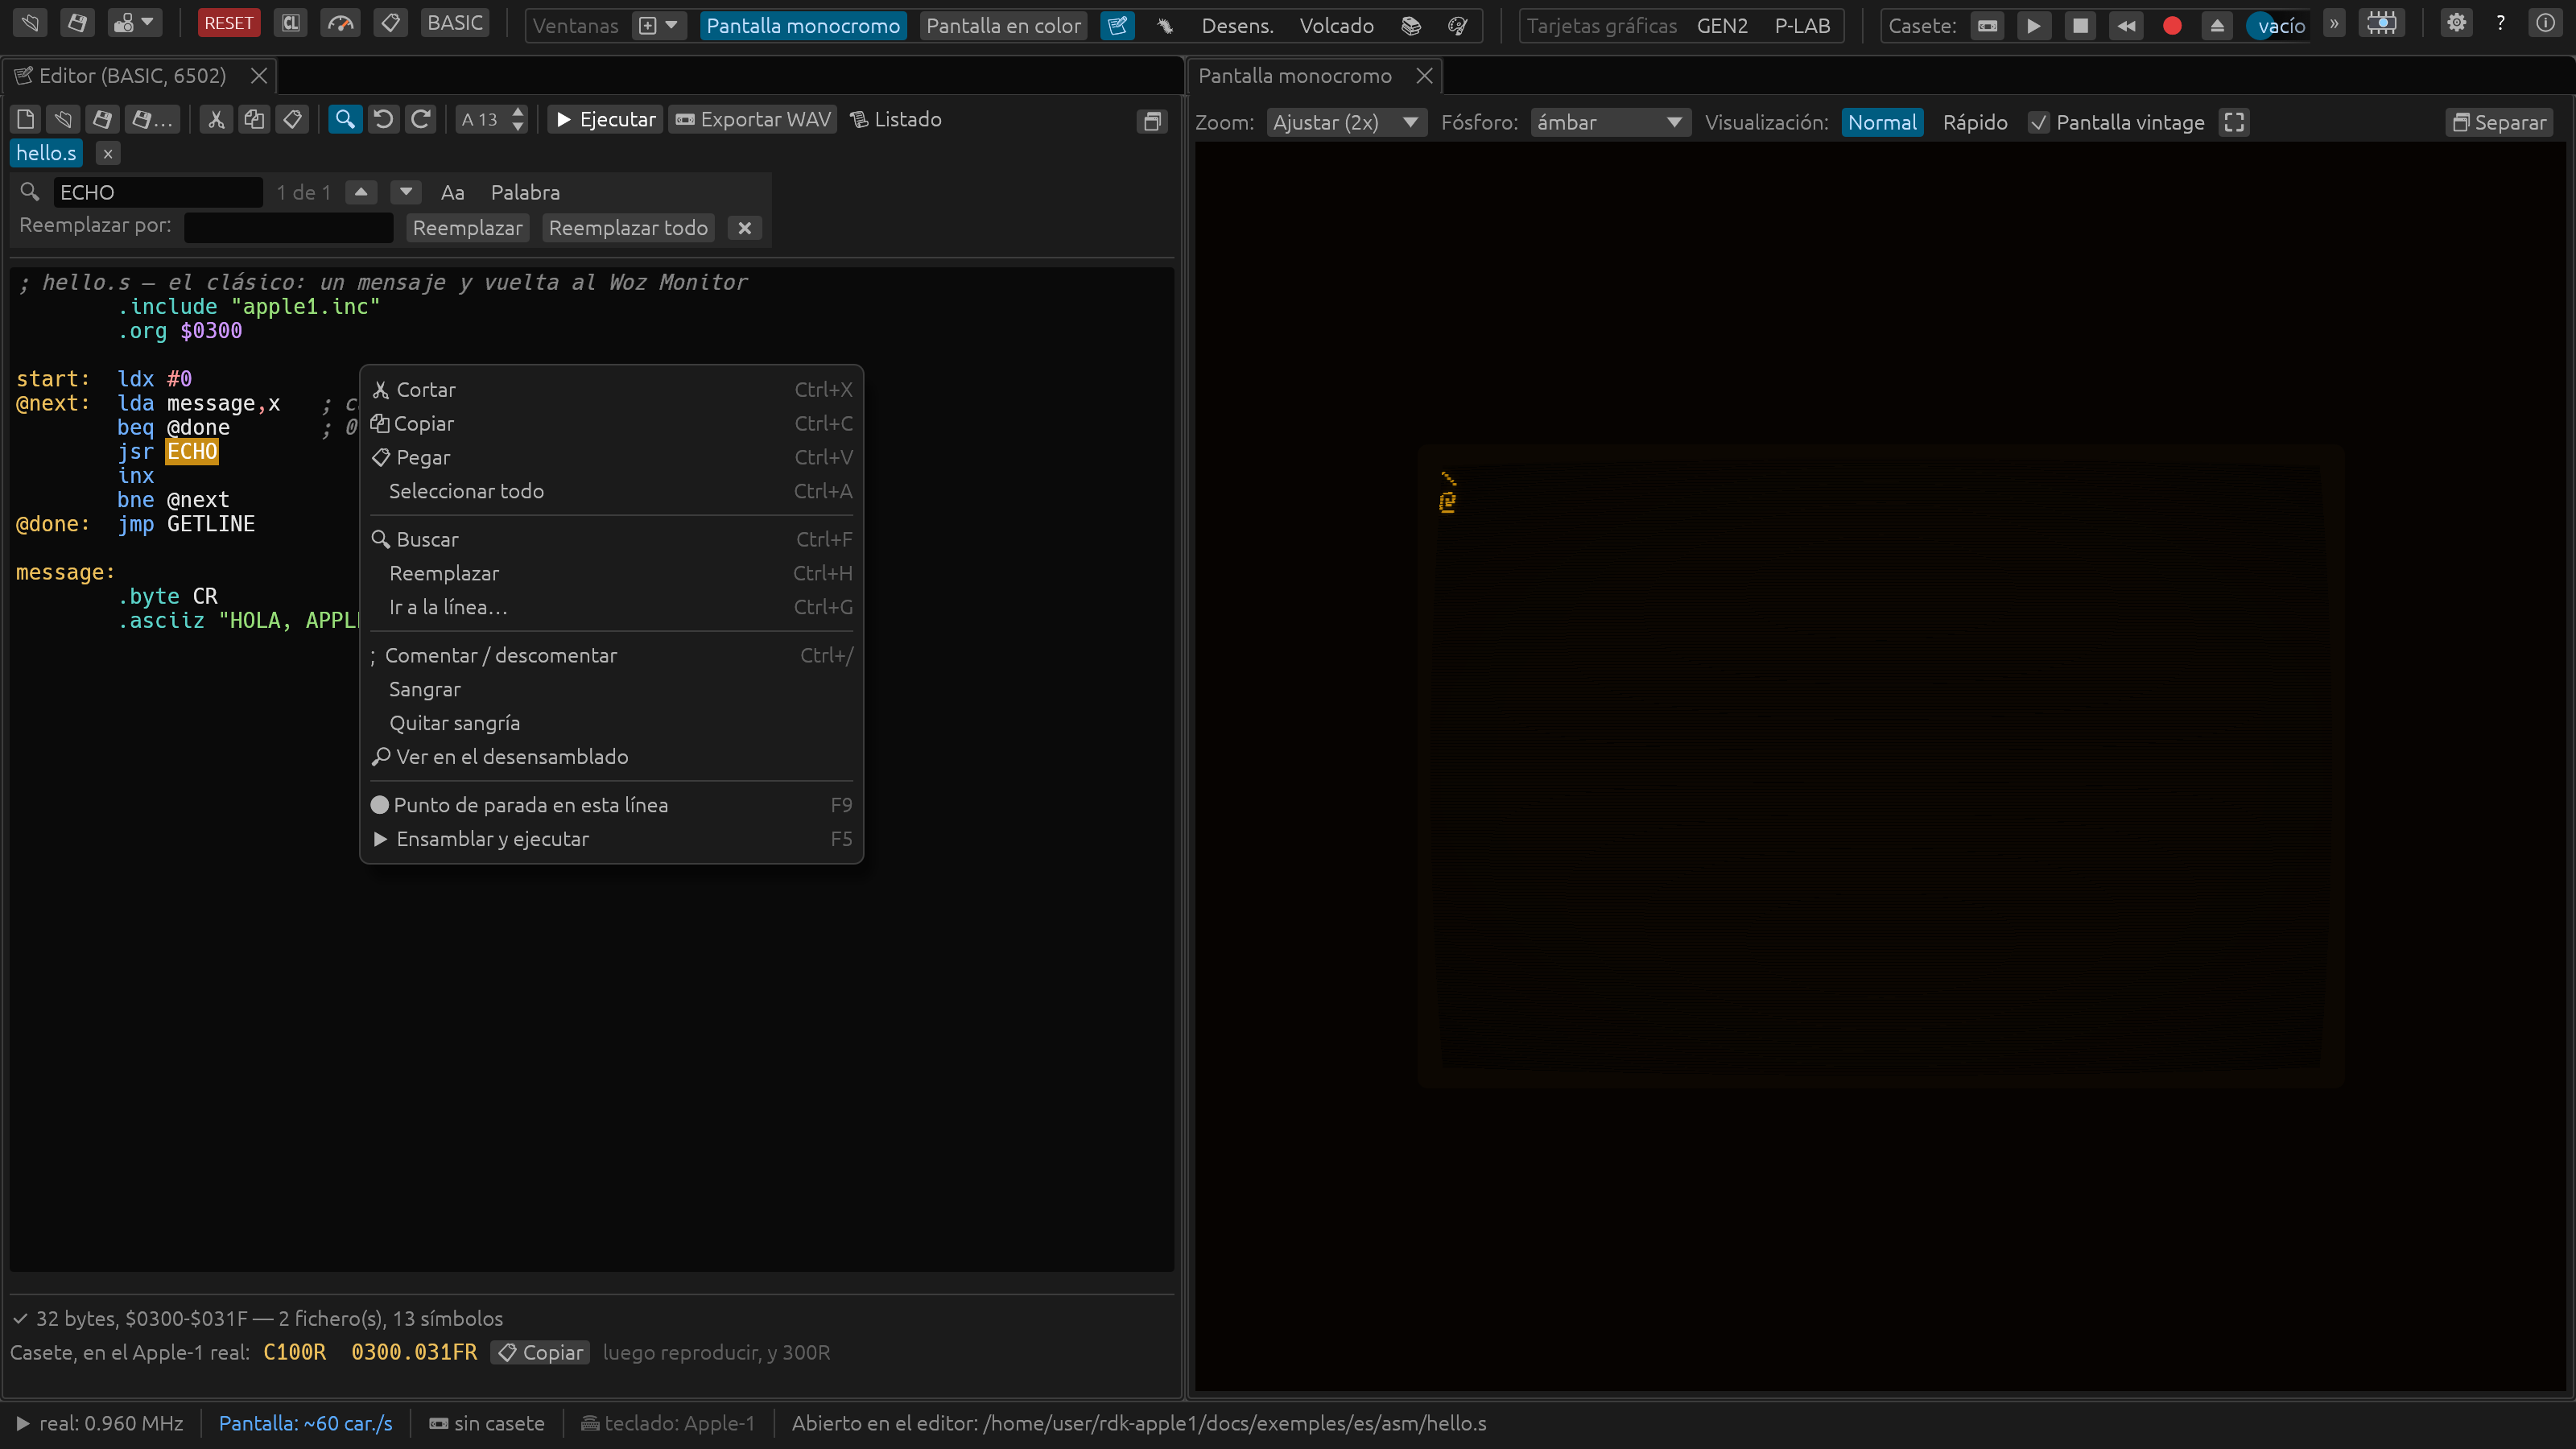 RESET BASIC Ventanas Pantalla monocromo Pantalla en color Desens. Volcado Tarjetas gráficas GEN2 P-LAB Casete: vacío » ?
Editor (BASIC, 6502)
A 13 Ejecutar Exportar WAV Listado
hello.s ×
ECHO 1 de 1 Aa Palabra
Reemplazar por: Reemplazar Reemplazar todo
; hello.s — el clásico: un mensaje y vuelta al Woz Monitor
.include "apple1.inc"
.org $0300
start: ldx #0
@next: lda message,x ; c
beq @done ; 0
jsr ECHO
inx
bne @next
@done: jmp GETLINE
message:
.byte CR
.asciiz "HOLA, APPL
Cortar Ctrl+X
Copiar Ctrl+C
Pegar Ctrl+V
Seleccionar todo Ctrl+A
Buscar Ctrl+F
Reemplazar Ctrl+H
Ir a la línea… Ctrl+G
; Comentar / descomentar Ctrl+/
Sangrar
Quitar sangría
Ver en el desensamblado
Punto de parada en esta línea F9
Ensamblar y ejecutar F5
32 bytes, $0300-$031F — 2 fichero(s), 13 símbolos
Casete, en el Apple-1 real: C100R 0300.031FR Copiar luego reproducir, y 300R
Pantalla monocromo
Zoom: Ajustar (2x) Fósforo: ámbar Visualización: Normal Rápido Pantalla vintage Separar
\
@
real: 0.960 MHz Pantalla: ~60 car./s sin casete teclado: Apple-1 Abierto en el editor: /home/user/rdk-apple1/docs/exemples/es/asm/hello.s